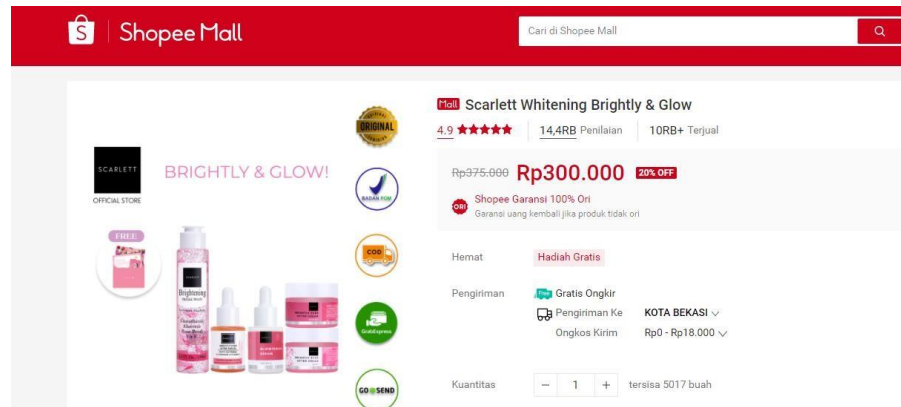 Shopee Mall
Cari di Shopee Mall
SCARLETT
OFFICIAL STORE
BRIGHTLY & GLOW!
FREE
ORIGINAL
BADAN POM
COD
GrabExpress
GO SEND
SCARLETT
Brightening
Mall Scarlett Whitening Brightly & Glow
4.9 14,4RB Penilaian 10RB+ Terjual
Rp375.000 Rp300.000 20% OFF
ORI Shopee Garansi 100% Ori
Garansi uang kembali jika produk tidak ori
Hemat Hadiah Gratis
Pengiriman Gratis Ongkir
Pengiriman Ke KOTA BEKASI
Ongkos Kirim Rp0 - Rp18.000
Kuantitas - 1 + tersisa 5017 buah